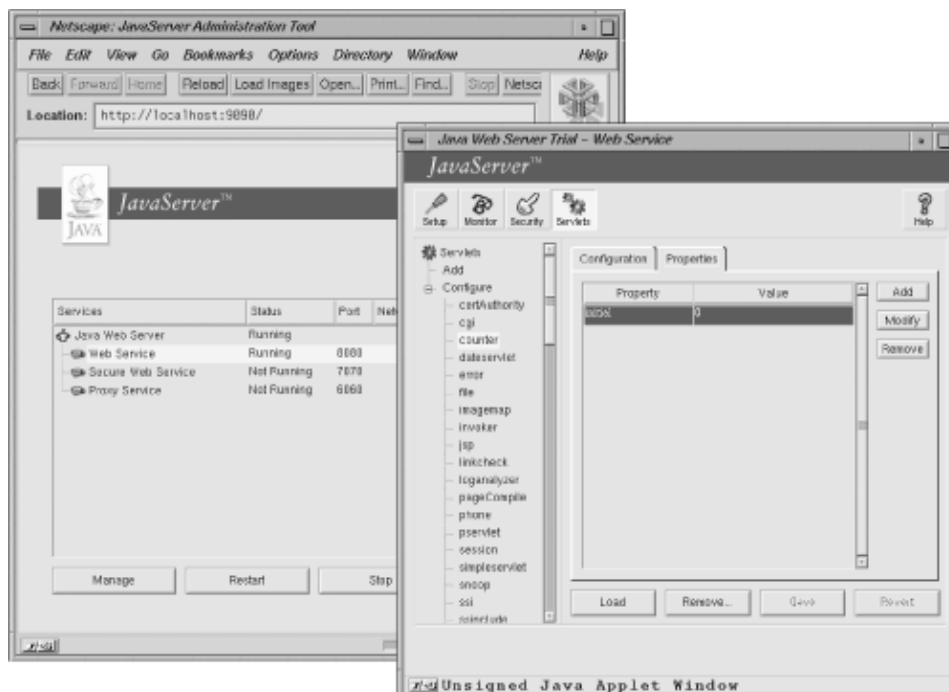 Netscape: JavaServer Administration Tool
File Edit View Go Bookmarks Options Directory Window Help
Back Forward Home Reload Load Images Open... Print... Find... Stop
Location: http://localhost:9090/
JavaServer™
JAVA
Services Status Port
Java Web Server Running
Web Service Running 8080
Secure Web Service Not Running 7070
Proxy Service Not Running 6060
Manage Restart Stop
Java Web Server Trial - Web Service
JavaServer™
Setup Monitor Security Servlets Help
Servlets
Add
Configure
certAuthority
cgi
counter
dateservlet
error
file
imagemap
invoker
jsp
linkcheck
loganalyzer
pageCompile
phone
pservlet
session
simpleservlet
snoop
ssi
ssinclude
Configuration Properties
Property Value
0
Add
Modify
Remove
Load Remove... Save Revert
Unsigned Java Applet Window